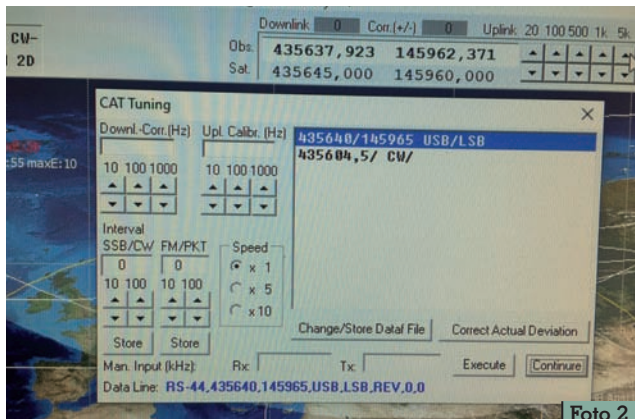 Downlink 0 Corr.(+/-) 0 Uplink 20 100 500 1k 5k
CW-
2D
Obs. 435637,923 145962,371
Sat. 435645,000 145960,000
CAT Tuning
Downl.-Corr.(Hz) Upl. Calibr. (Hz)
435640/145965 USB/LSB
435604,5/ CW/
:55 maxE:10
10 100 1000 10 100 1000
Interval
SSB/CW FM/PKT Speed
0 0 x 1
10 100 10 100 x 5
x 10
Store Store
Change/Store Datal File Correct Actual Deviation
Man. Input (kHz): Rx: Tx: Execute Continure
Data Line: RS-44,435640,145965,USB,LSB,REV,0,0
Foto 2